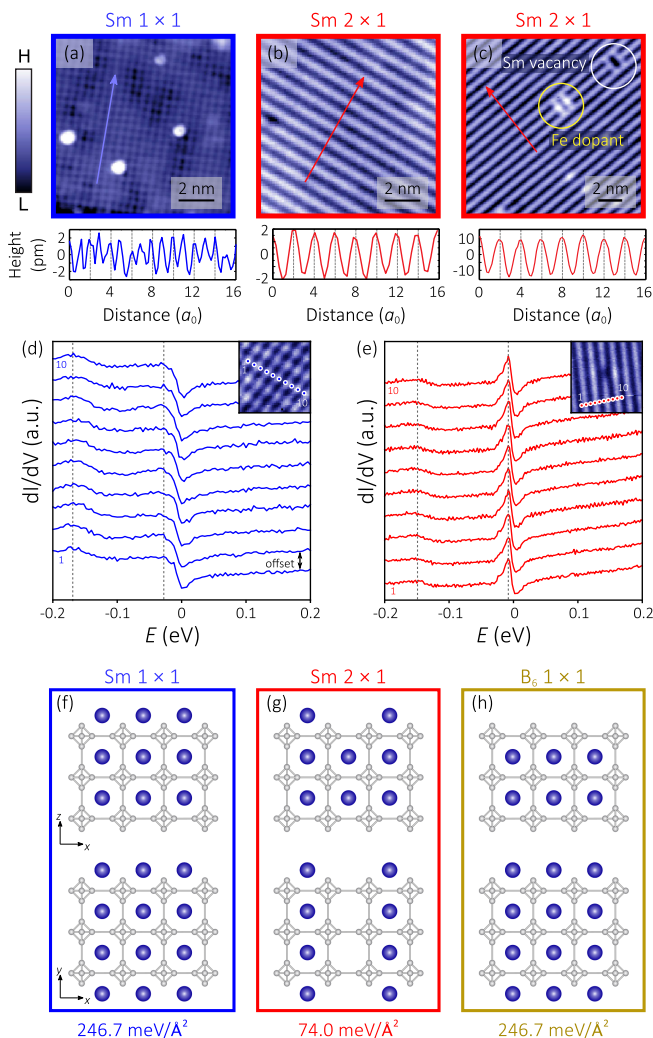 Sm 1 × 1
Sm 2 × 1
Sm 2 × 1
H
L
(a)
2 nm
(b)
2 nm
(c)
Sm vacancy
Fe dopant
2 nm
Height
(pm)
2
0
-2
0 4 8 12 16
Distance (a₀)
2
0
-2
0 4 8 12 16
Distance (a₀)
10
0
-10
0 4 8 12 16
Distance (a₀)
(d)
dI/dV (a.u.)
10
1
1
10
offset
-0.2 -0.1 0 0.1 0.2
E (eV)
(e)
dI/dV (a.u.)
10
1
1
10
-0.2 -0.1 0 0.1 0.2
E (eV)
Sm 1 × 1
Sm 2 × 1
B₆ 1 × 1
(f)
z
x
y
x
(g)
(h)
246.7 meV/Å²
74.0 meV/Å²
246.7 meV/Å²